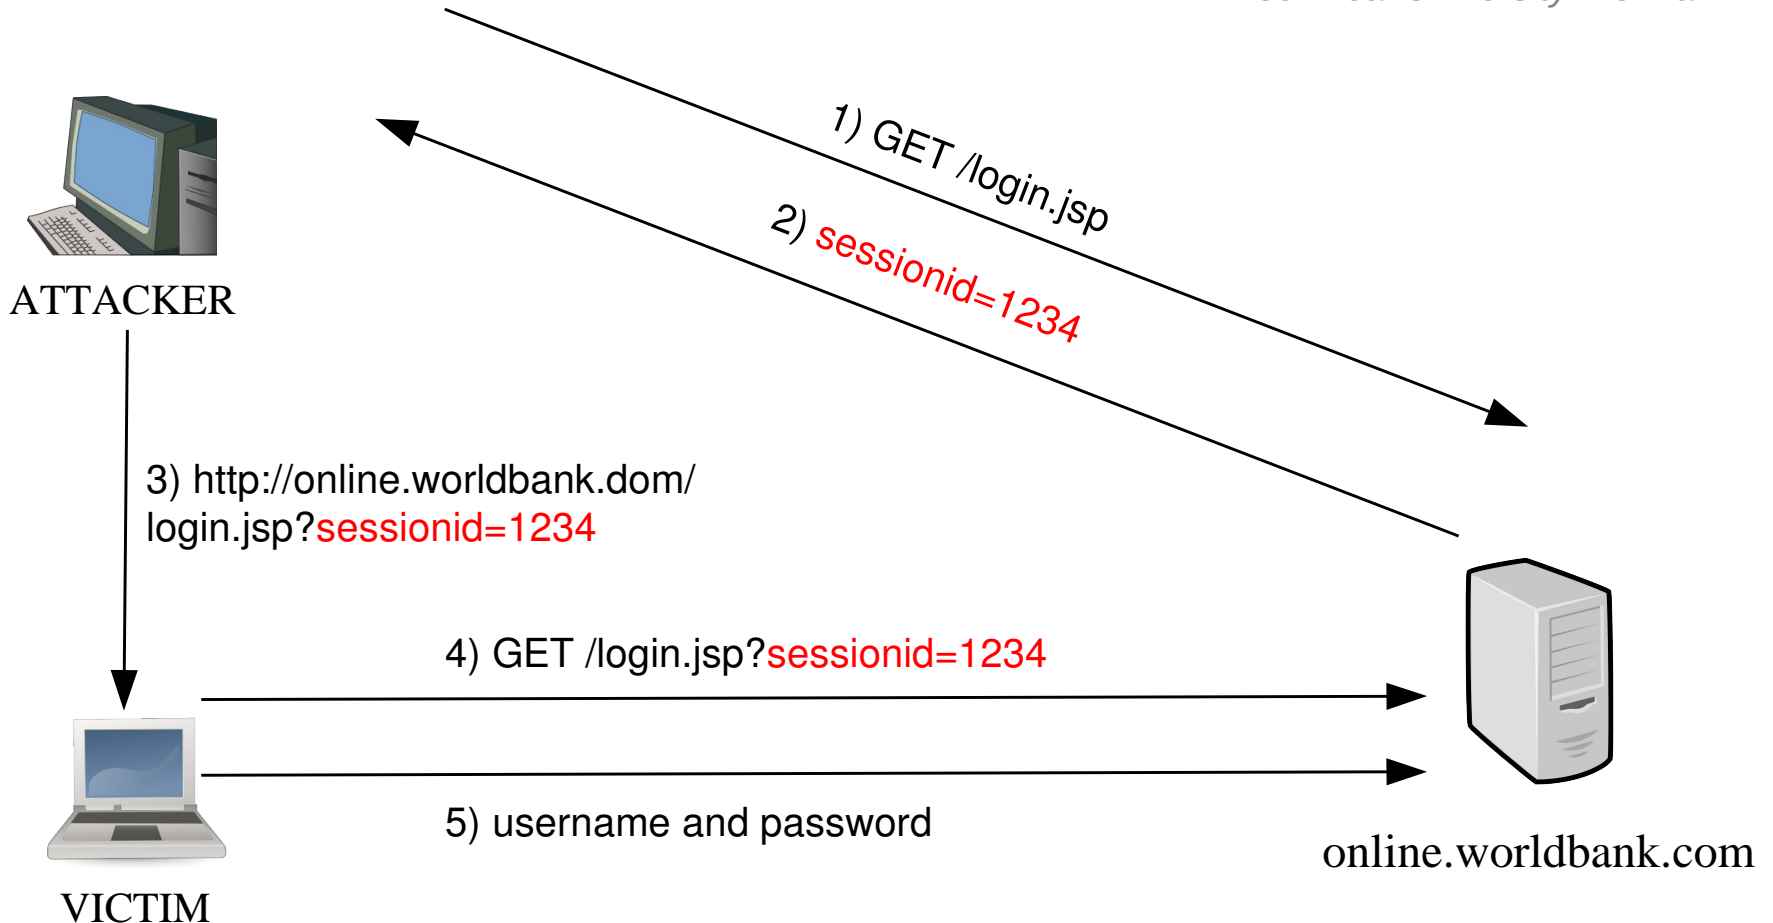 1) GET /login.jsp
2) sessionid=1234
ATTACKER
3) http://online.worldbank.dom/
login.jsp?sessionid=1234
4) GET /login.jsp?sessionid=1234
5) username and password
online.worldbank.com
VICTIM